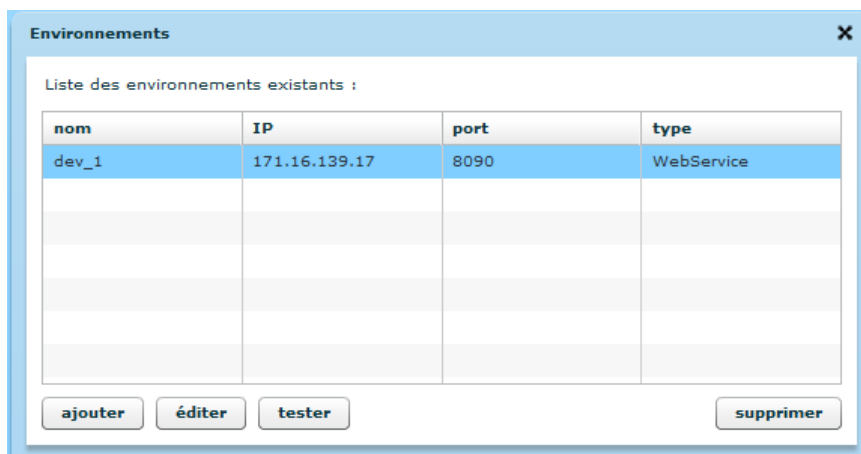 Environnements
Liste des environnements existants :
nom IP port type
dev_1 171.16.139.17 8090 WebService
ajouter éditer tester supprimer